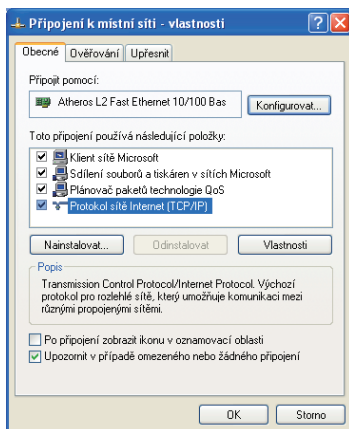 Připojení k místní síti - vlastnosti
Obecné Ověřování Upřesnit
Připojit pomocí:
Atheros L2 Fast Ethernet 10/100 Bas Konfigurovat...
Toto připojení používá následující položky:
Klient sítě Microsoft
Sdílení souborů a tiskáren v sítích Microsoft
Plánovač paketů technologie QoS
Protokol sítě Internet (TCP/IP)
Nainstalovat... Odinstalovat Vlastnosti
Popis
Transmission Control Protocol/Internet Protocol. Výchozí
protokol pro rozlehlé sítě, který umožňuje komunikaci mezi
různými propojenými sítěmi.
Po připojení zobrazit ikonu v oznamovací oblasti
Upozornit v případě omezeného nebo žádného připojení
OK Storno